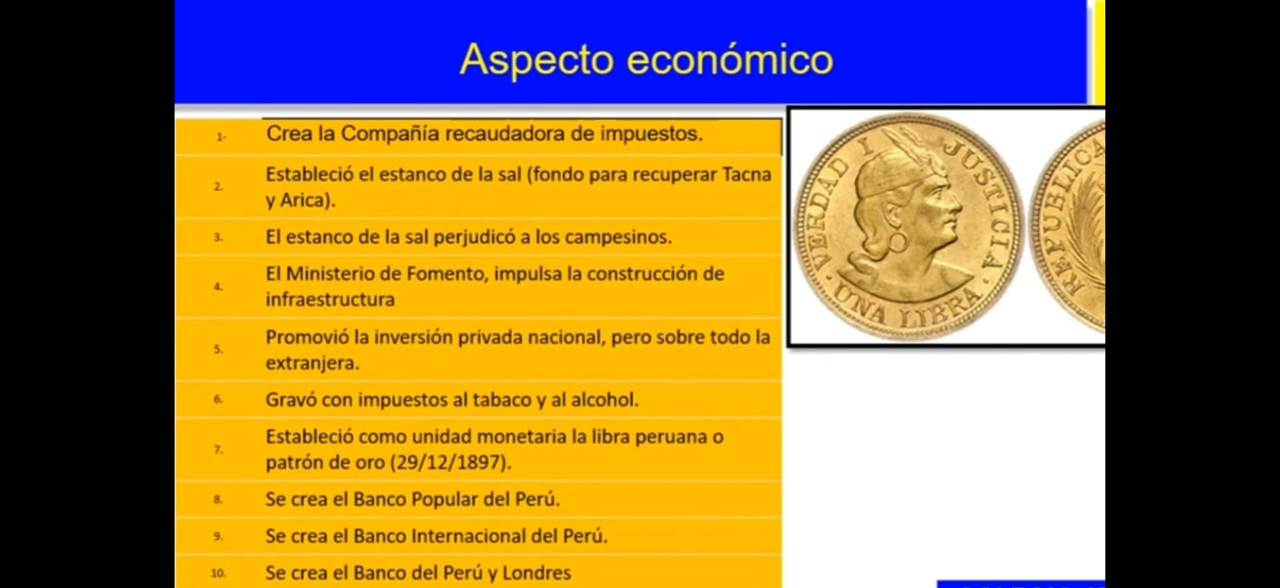 Aspecto económico
1- Crea la Compañía recaudadora de impuestos.
2. Estableció el estanco de la sal (fondo para recuperar Tacna
y Arica).
3. El estanco de la sal perjudicó a los campesinos.
4. El Ministerio de Fomento, impulsa la construcción de
infraestructura
5. Promovió la inversión privada nacional, pero sobre todo la
extranjera.
6. Gravó con impuestos al tabaco y al alcohol.
7. Estableció como unidad monetaria la libra peruana o
patrón de oro (29/12/1897).
8. Se crea el Banco Popular del Perú.
9. Se crea el Banco Internacional del Perú.
10. Se crea el Banco del Perú y Londres
VERDAD I JUSTICIA
UNA LIBRA
REPUBLICA